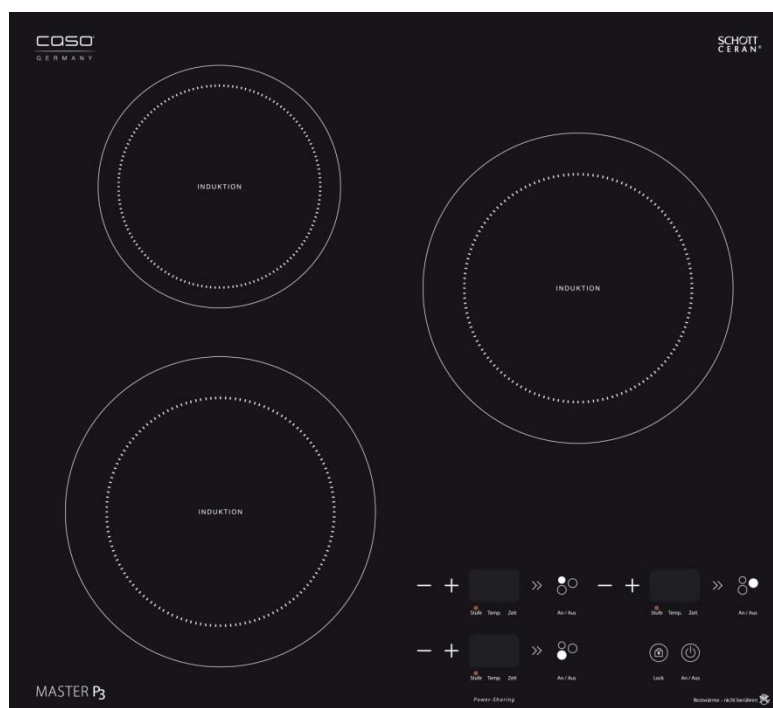 CASO
GERMANY
SCHOTT
CERAN®
INDUKTION
INDUKTION
INDUKTION
Stufe Temp. Zeit An / Aus Stufe Temp. Zeit An / Aus
Stufe Temp. Zeit An / Aus Lock An / Aus
MASTER P3
Power-Sharing
Restwärme - nicht berühren